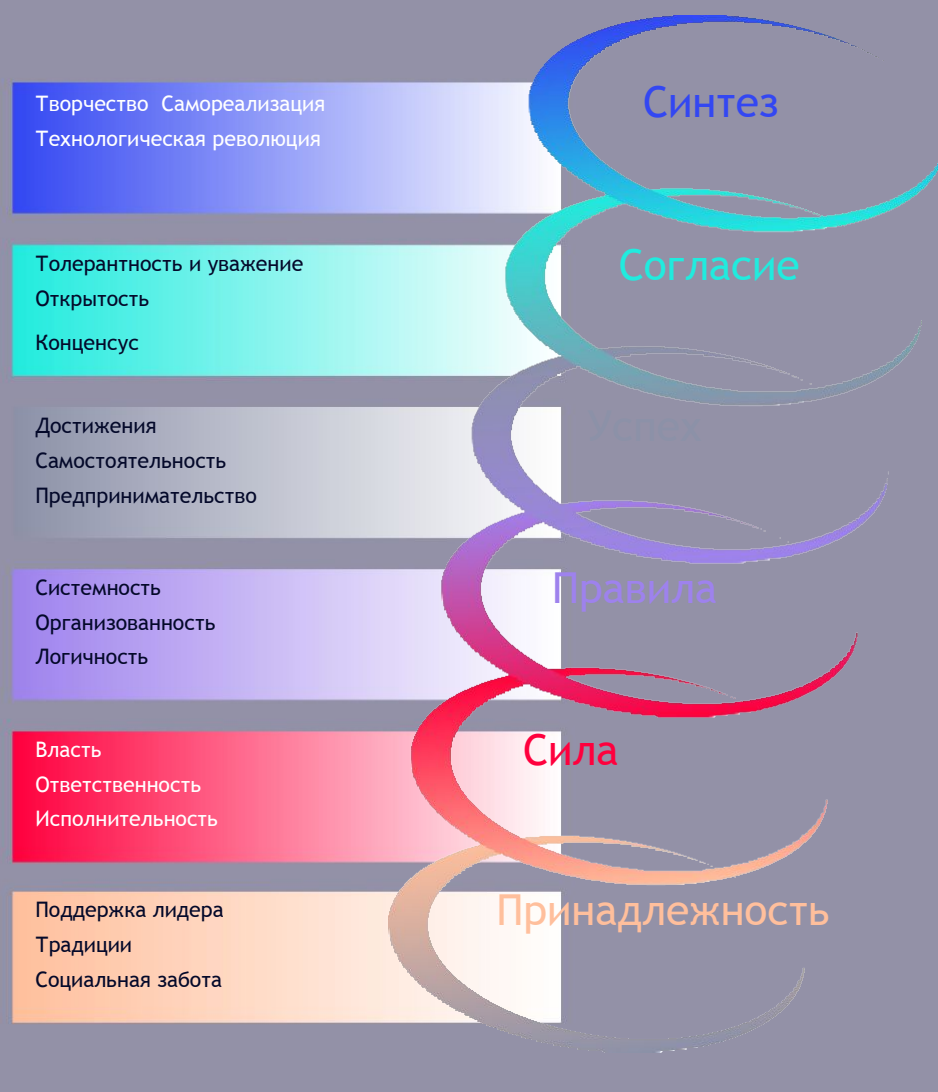 Творчество Самореализация
Технологическая революция
Синтез
Толерантность и уважение
Открытость
Конценсус
Согласие
Достижения
Самостоятельность
Предпринимательство
Успех
Системность
Организованность
Логичность
Правила
Власть
Ответственность
Исполнительность
Сила
Поддержка лидера
Традиции
Социальная забота
Принадлежность